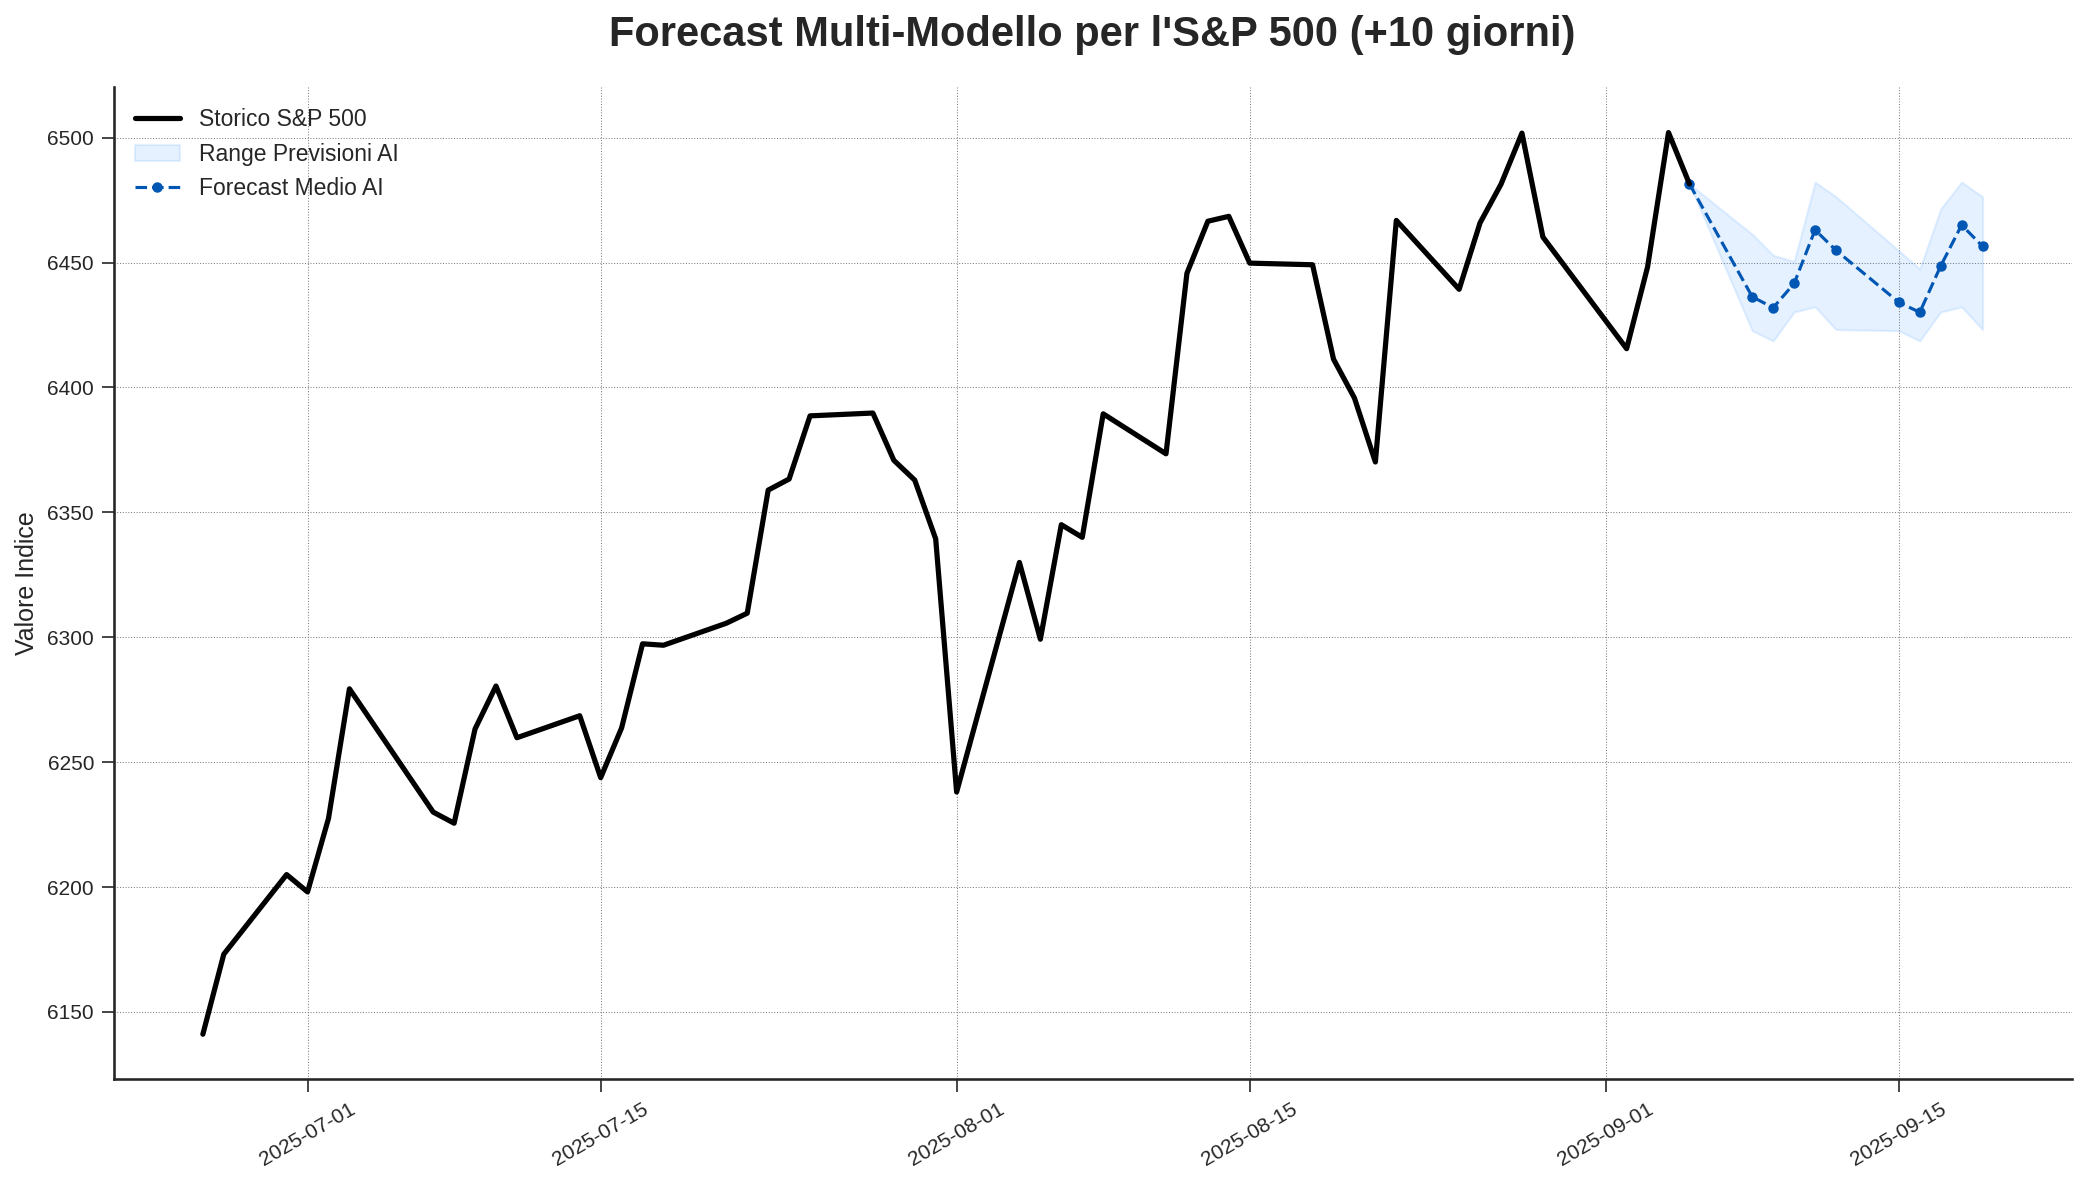 Forecast Multi-Modello per l'S&P 500 (+10 giorni)
Storico S&P 500
Range Previsioni AI
Forecast Medio AI
Valore Indice
6500
6450
6400
6350
6300
6250
6200
6150
2025-07-01
2025-07-15
2025-08-01
2025-08-15
2025-09-01
2025-09-15